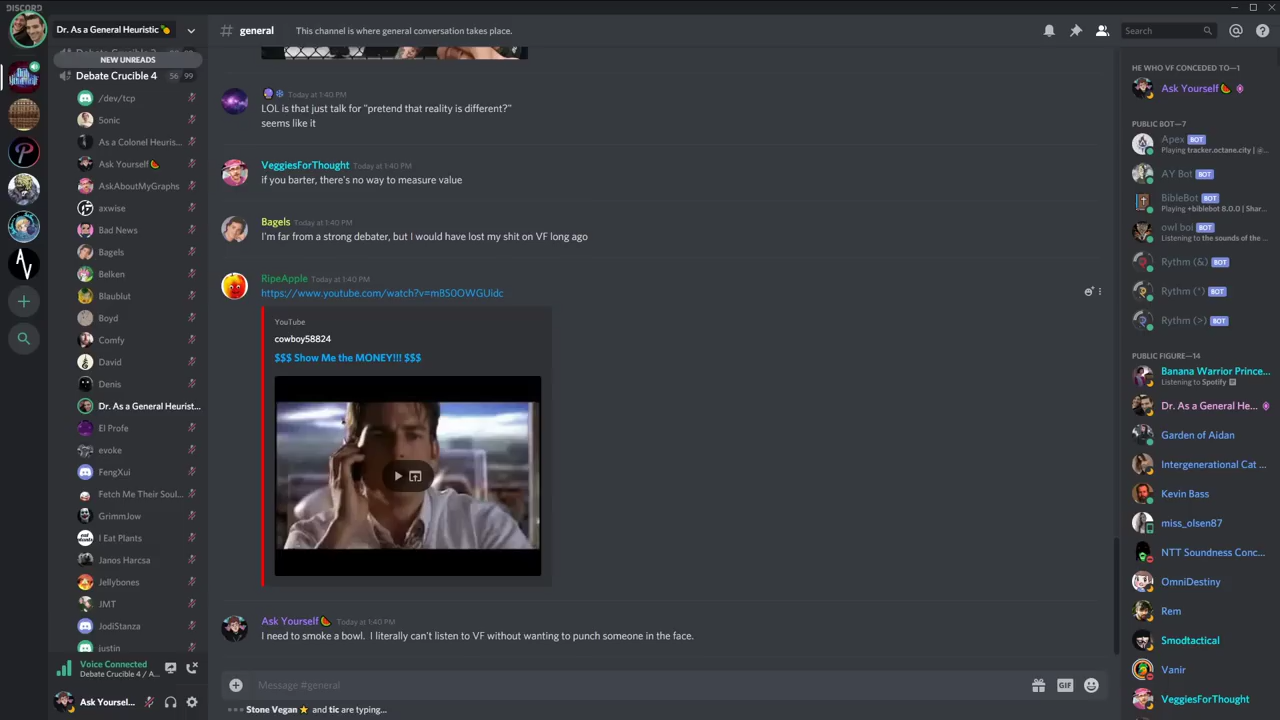 DISCORD
Dr. As a General Heuristic
# general
This channel is where general conversation takes place.
Search
NEW UNREADS
Debate Crucible 4
56 99
/dev/tcp
Sonic
As a Colonel Heuris...
Ask Yourself
AskAboutMyGraphs
axwise
Bad News
Bagels
Belken
Blaublut
Boyd
Comfy
David
Denis
Dr. As a General Heurist...
El Profe
evoke
FengXui
Fetch Me Their Soul...
GrimmJow
I Eat Plants
Janos Harcsa
Jellybones
JMT
JodiStanza
justin
Voice Connected
Debate Crucible 4 / A...
Ask Yoursel...
Today at 1:40 PM
LOL is that just talk for "pretend that reality is different?"
seems like it
VeggiesForThought Today at 1:40 PM
if you barter, there's no way to measure value
Bagels Today at 1:40 PM
I'm far from a strong debater, but I would have lost my shit on VF long ago
RipeApple Today at 1:40 PM
https://www.youtube.com/watch?v=mBS0OWGUidc
YouTube
cowboy58824
$$$ Show Me the MONEY!!! $$$
Ask Yourself Today at 1:40 PM
I need to smoke a bowl. I literally can't listen to VF without wanting to punch someone in the face.
Message #general
GIF
Stone Vegan and tic are typing...
HE WHO VF CONCEDED TO—1
Ask Yourself
PUBLIC BOT—7
Apex BOT
Playing tracker.octane.city | @...
AY Bot BOT
BibleBot BOT
Playing +biblebot 8.0.0 | Shar...
owl boi BOT
Listening to the sounds of the ...
Rythm (&) BOT
Rythm (*) BOT
Rythm (>) BOT
PUBLIC FIGURE—14
Banana Warrior Prince...
Listening to Spotify
Dr. As a General He...
Garden of Aidan
Intergenerational Cat ...
Kevin Bass
miss_olsen87
NTT Soundness Conc...
OmniDestiny
Rem
Smodtactical
Vanir
VeggiesForThought